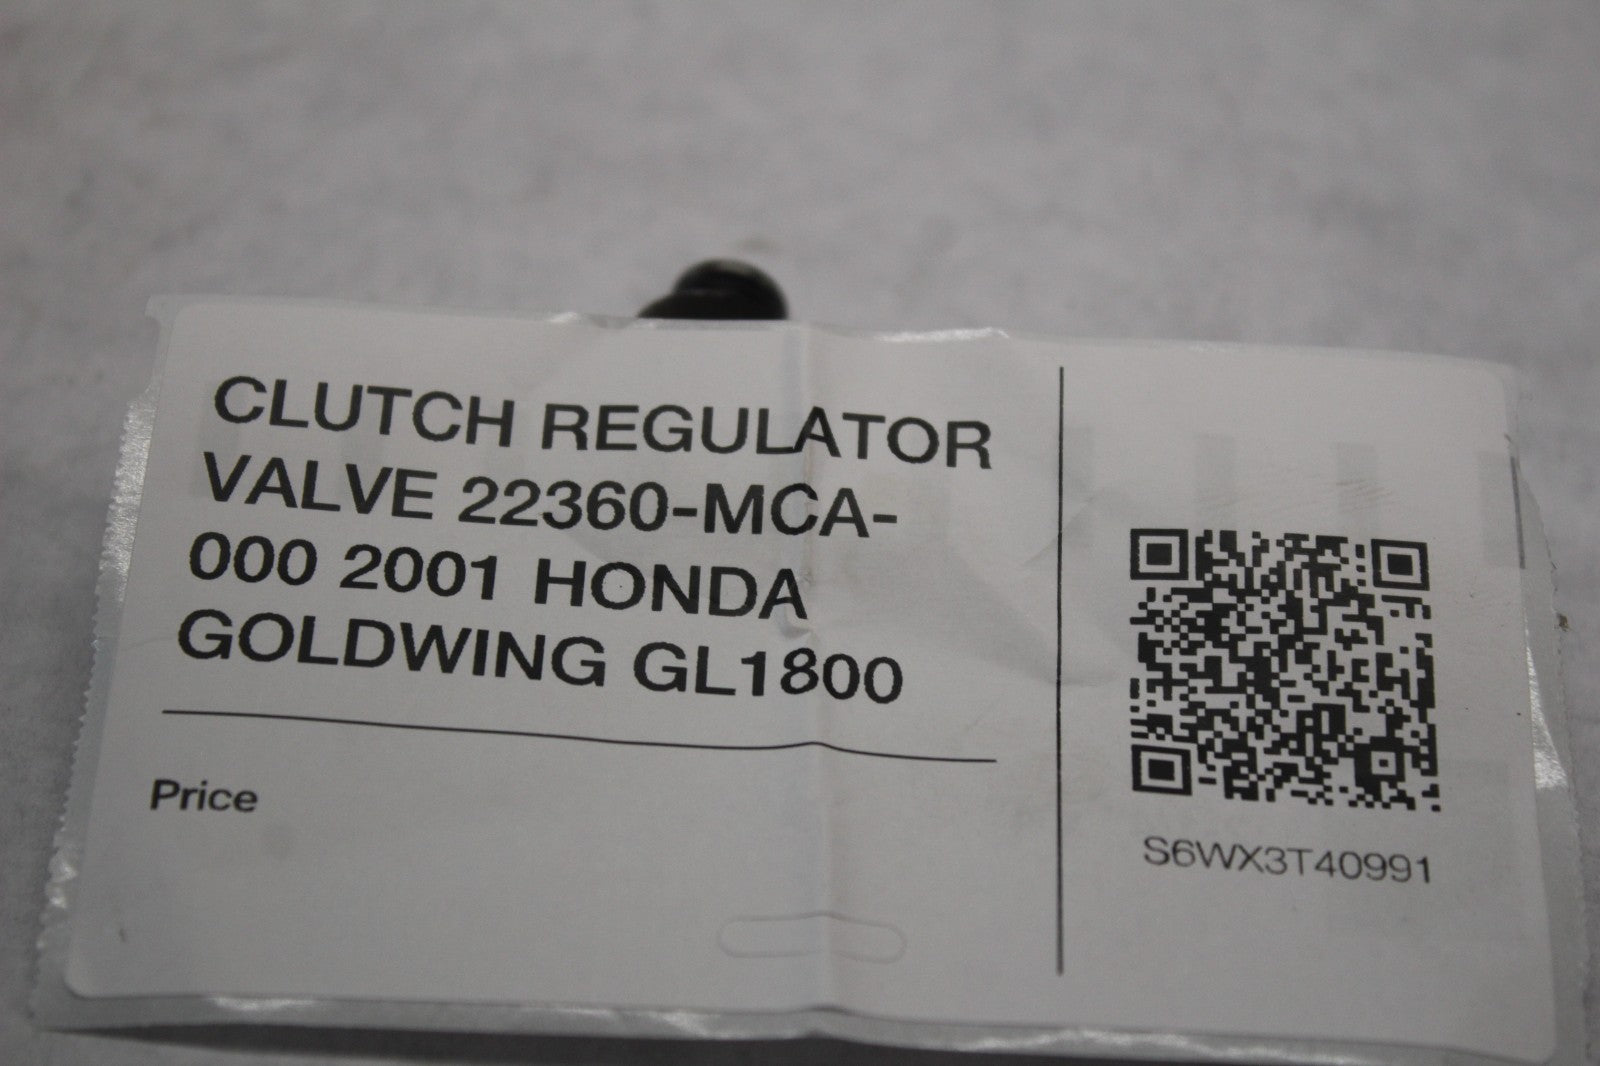 CLUTCH REGULATOR
VALVE 22360-MCA-
000 2001 HONDA
GOLDWING GL1800
Price
S6WX3T40991